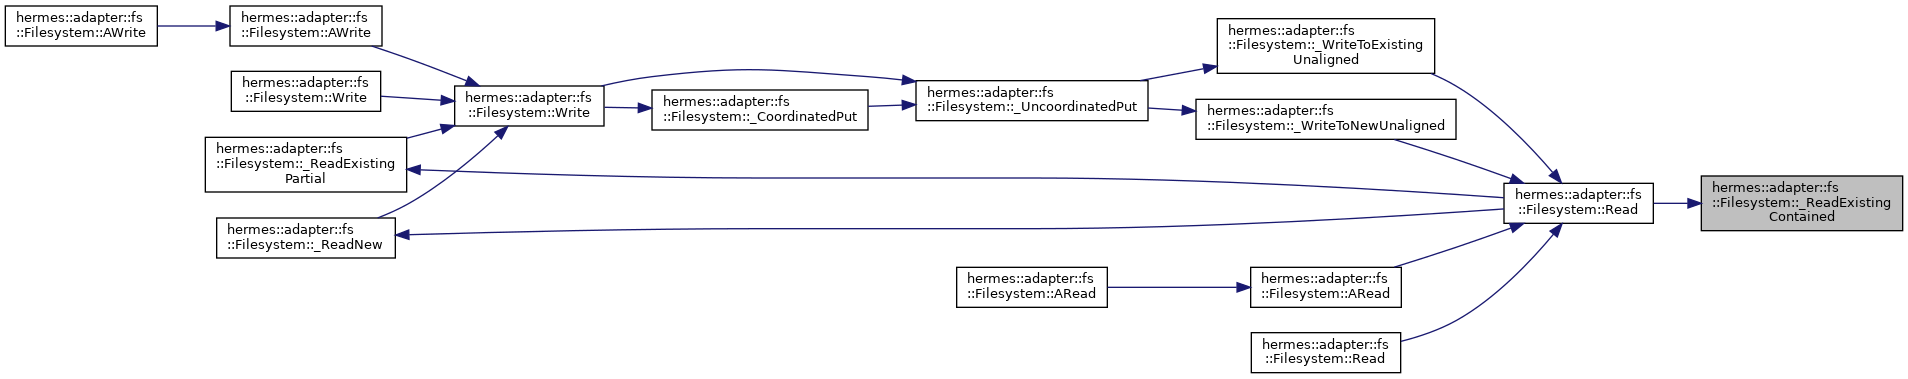 hermes::adapter::fs
::Filesystem::AWrite
hermes::adapter::fs
::Filesystem::AWrite
hermes::adapter::fs
::Filesystem::Write
hermes::adapter::fs
::Filesystem::_ReadExisting
Partial
hermes::adapter::fs
::Filesystem::_ReadNew
hermes::adapter::fs
::Filesystem::Write
hermes::adapter::fs
::Filesystem::_CoordinatedPut
hermes::adapter::fs
::Filesystem::_UncoordinatedPut
hermes::adapter::fs
::Filesystem::_WriteToExisting
Unaligned
hermes::adapter::fs
::Filesystem::_WriteToNewUnaligned
hermes::adapter::fs
::Filesystem::ARead
hermes::adapter::fs
::Filesystem::ARead
hermes::adapter::fs
::Filesystem::Read
hermes::adapter::fs
::Filesystem::Read
hermes::adapter::fs
::Filesystem::_ReadExisting
Contained